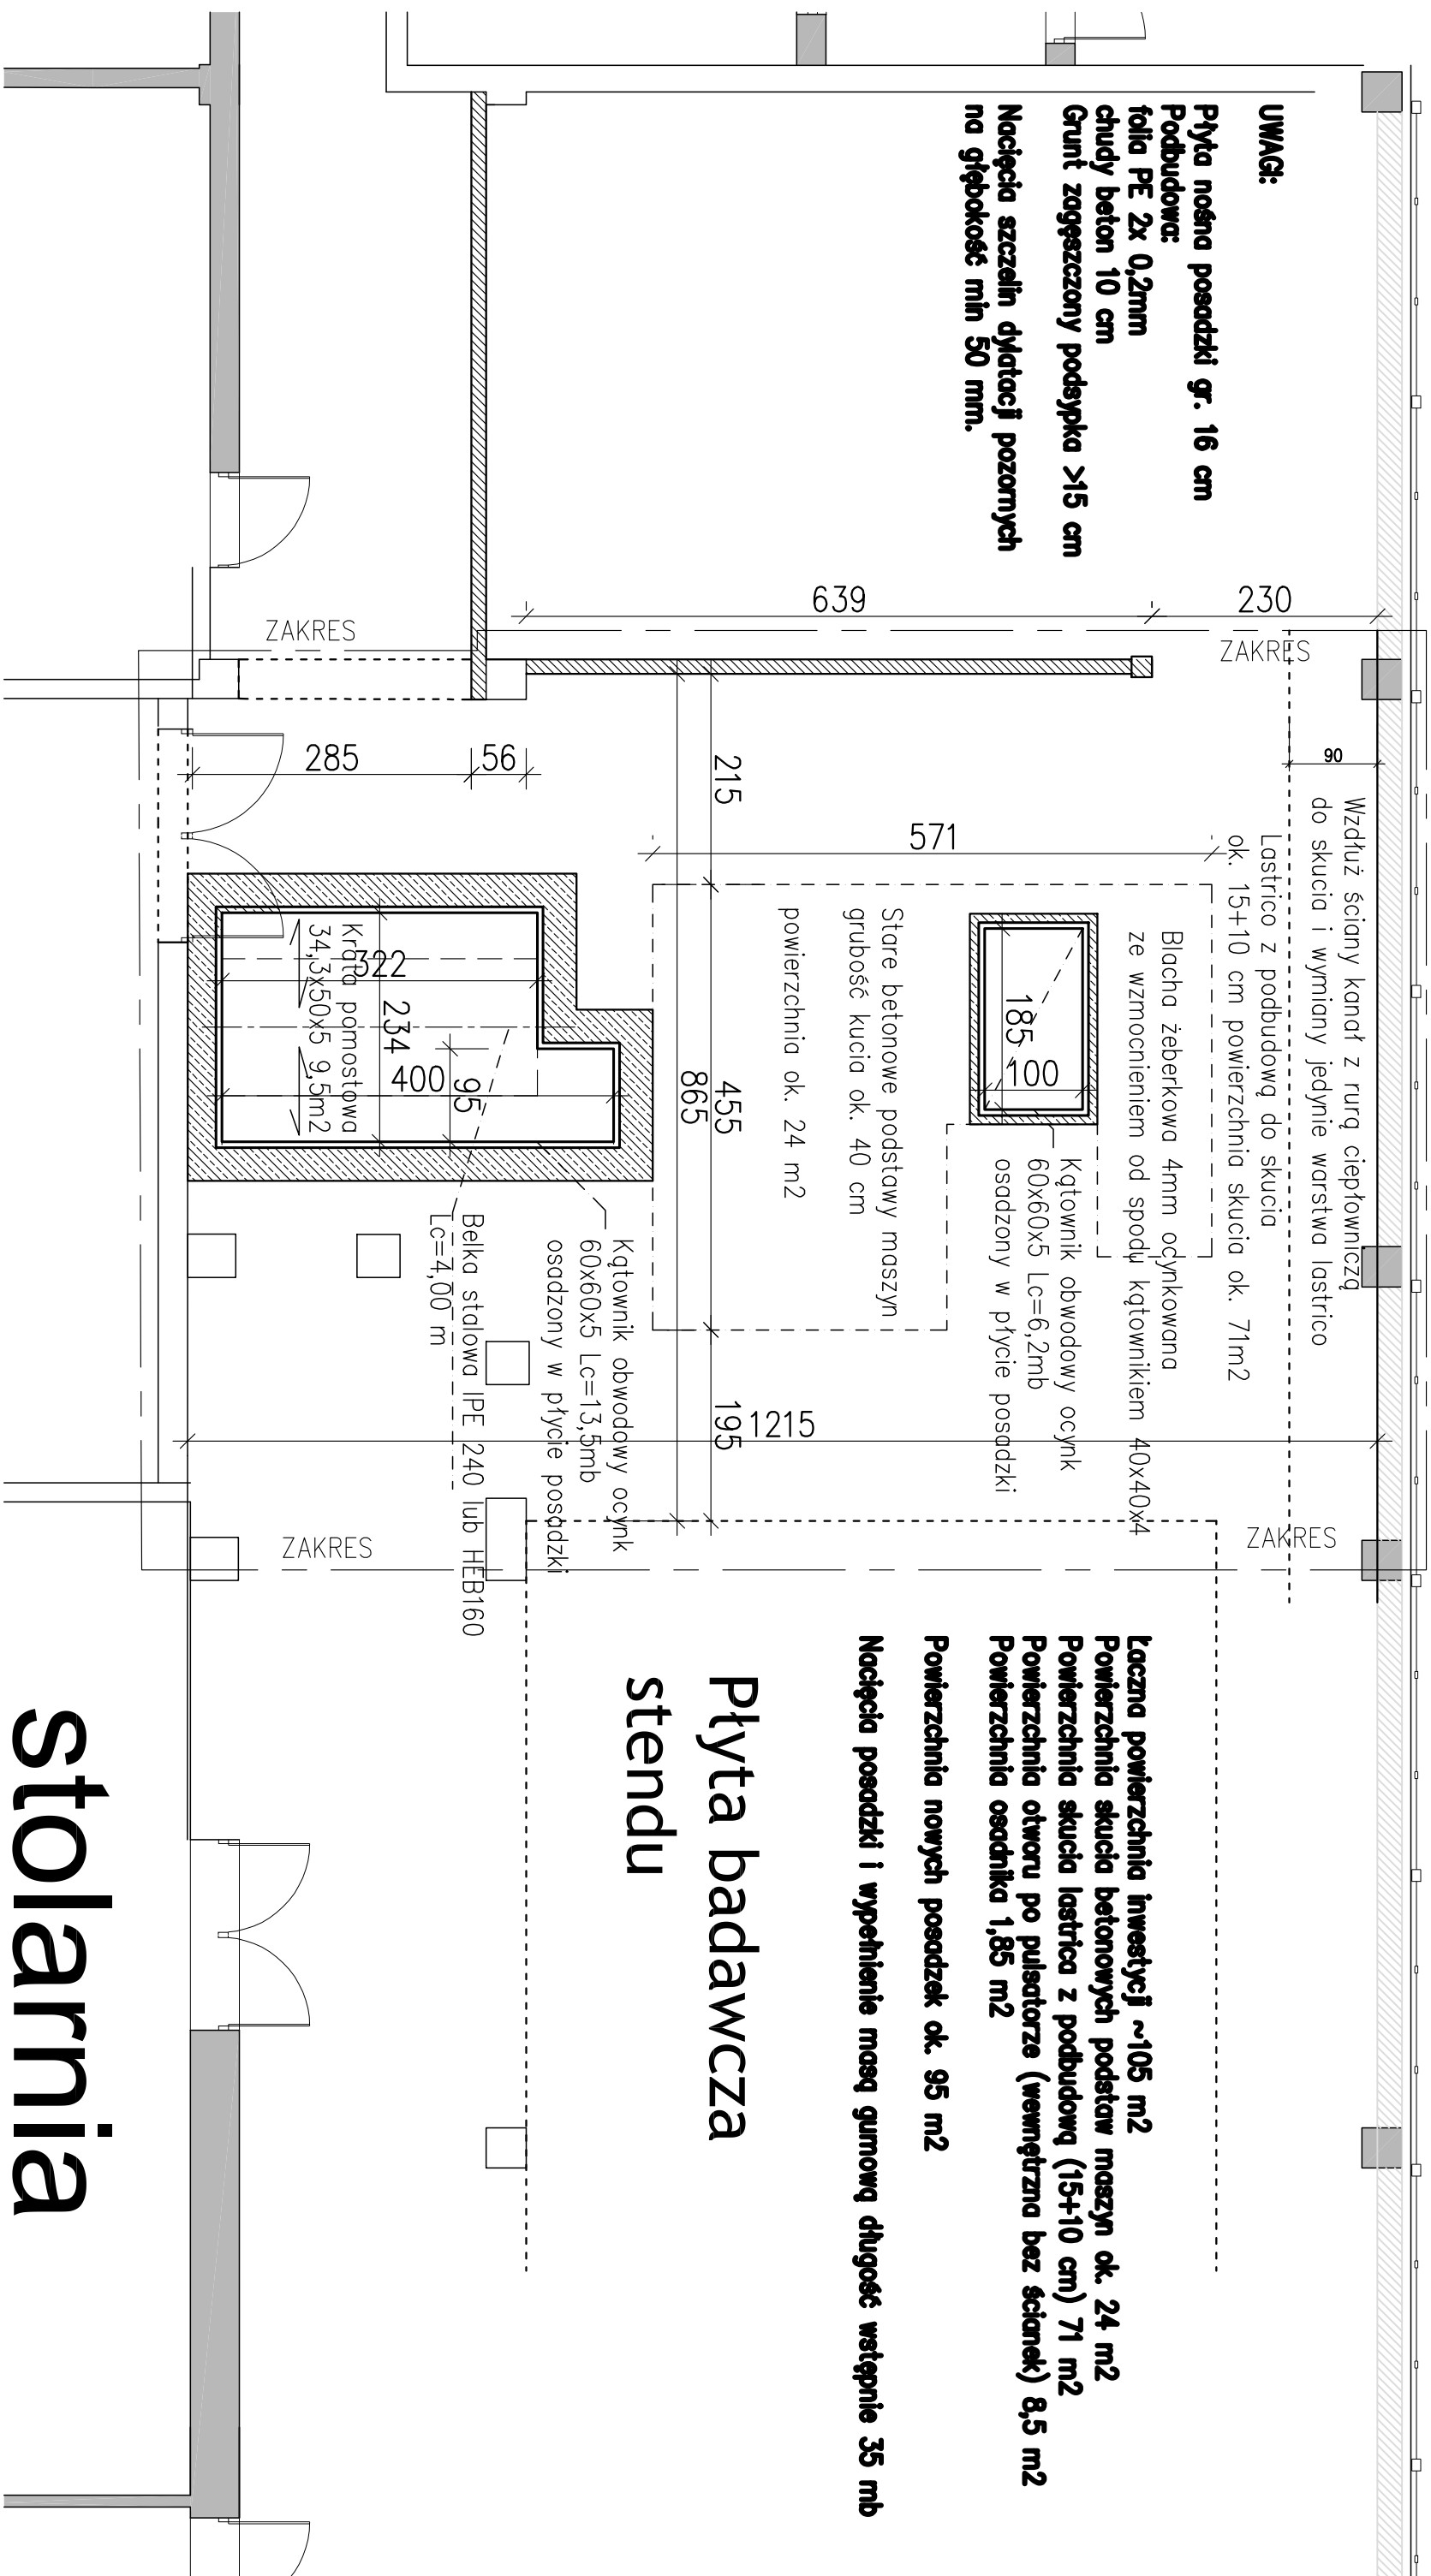 UWAGI:
Płyta nośna posadzki gr. 16 cm
Podbudowa:
folia PE 2x 0,2mm
chudy beton 10 cm
Grunt zagęszczony podsypka >15 cm
Nacięcia szczelin dylatacji pozornych
na głębokość min 50 mm.
639
230
ZAKRES
ZAKRES
285
56
215
90
571
Wzdłuż ściany kanał z rurą ciepłowniczą
do skucia i wymiany jedynie warstwa lastrico
Lastrico z podbudową do skucia
ok. 15+10 cm powierzchnia skucia ok. 71m2
Blacha żeberkowa 4mm ocynkowana
ze wzmocnieniem od spodu kątownikiem 40x40x4
Kątownik obwodowy ocynk
60x60x5 Lc=6,2mb
osadzony w płycie posadzki
185
100
Stare betonowe podstawy maszyn
grubość kucia ok. 40 cm
powierzchnia ok. 24 m2
455
865
195
1215
322
234
400
95
Krata pomostowa
34,3x50x5 9,5m2
Kątownik obwodowy ocynk
60x60x5 Lc=13,5mb
osadzony w płycie posadzki
Belka stalowa IPE 240 lub HEB160
Lc=4,00 m
ZAKRES
ZAKRES
Łaczna powierzchnia inwestycji ~105 m2
Powierzchnia skucia betonowych podstaw maszyn ok. 24 m2
Powierzchnia skucia lastrica z podbudową (15+10 cm) 71 m2
Powierzchnia otworu po pulsatorze (wewnętrzna bez ścianek) 8,5 m2
Powierzchnia osadnika 1,85 m2
Powierzchnia nowych posadzek ok. 95 m2
Nacięcia posadzki i wypełnienie masą gumową długość wstępnie 35 mb
Płyta badawcza
stendu
stolarnia